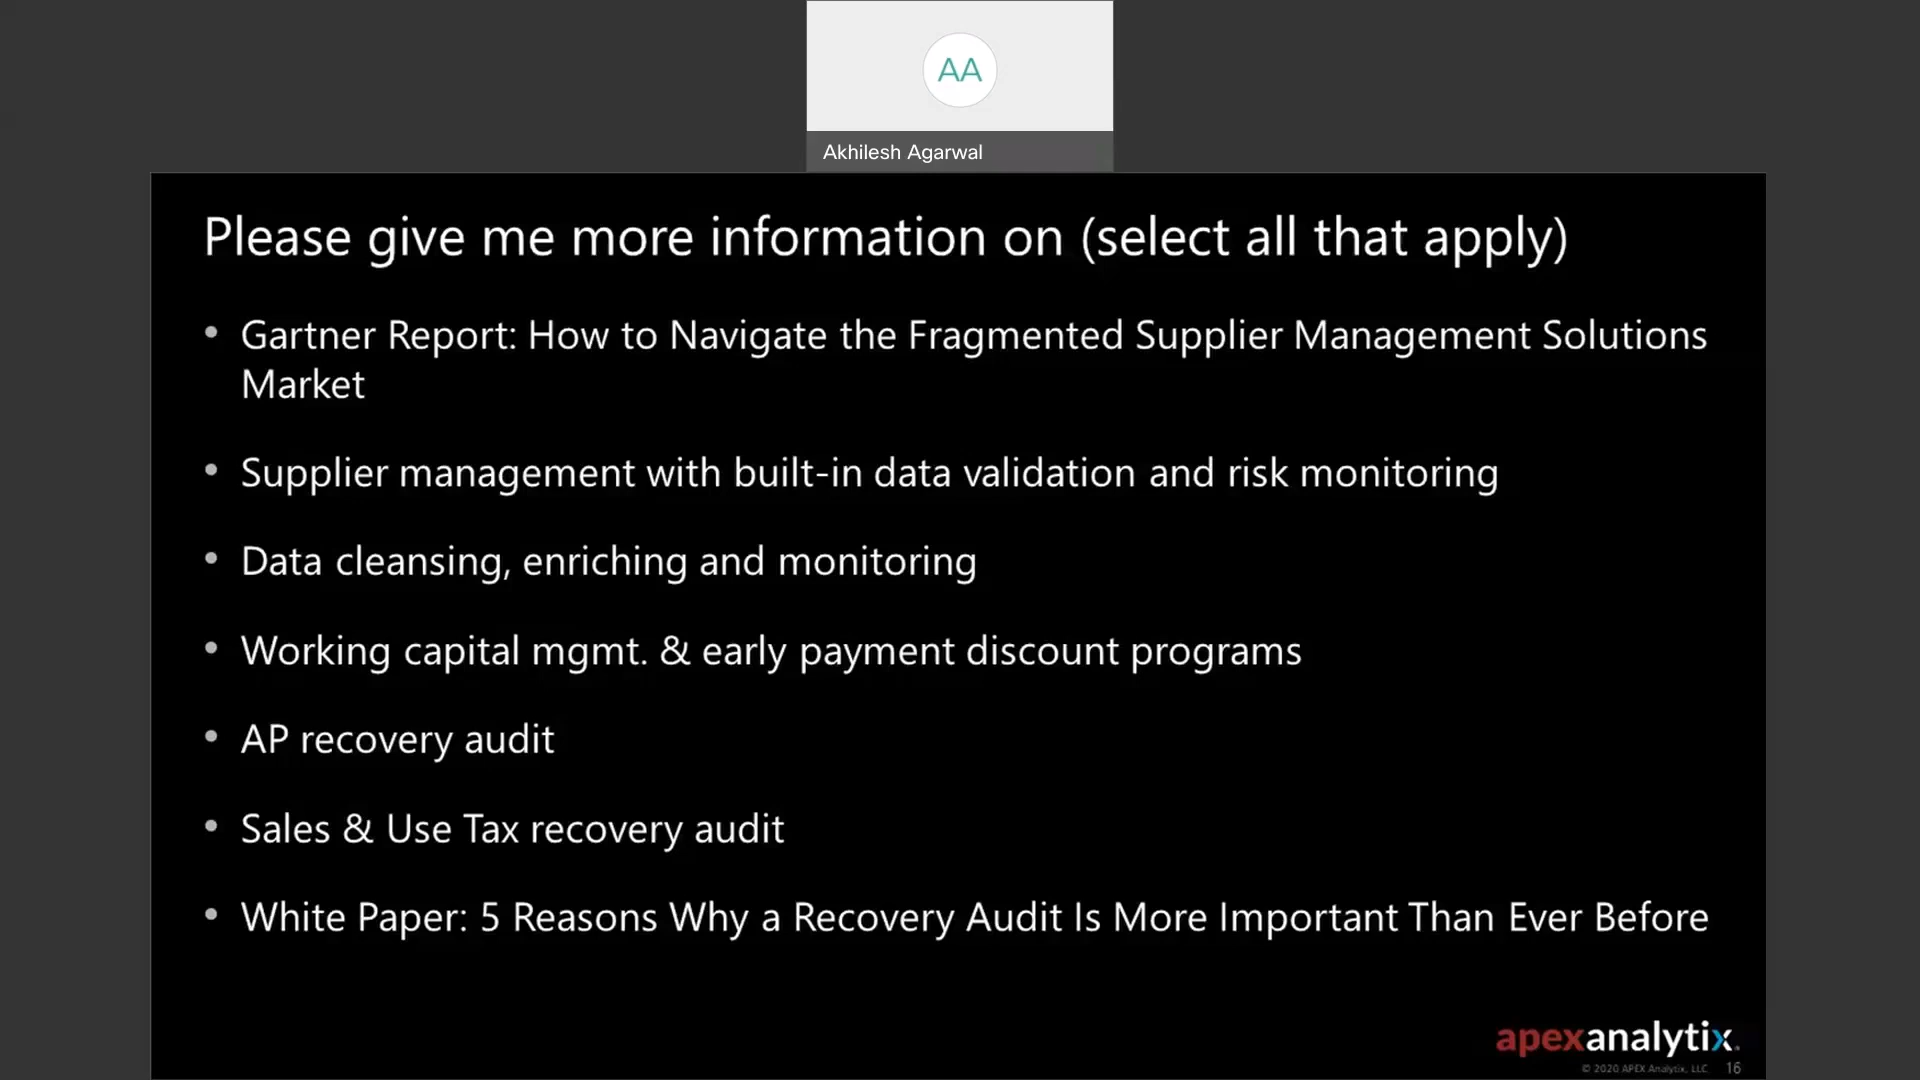 AA
Akhilesh Agarwal
Please give me more information on (select all that apply)
• Gartner Report: How to Navigate the Fragmented Supplier Management Solutions
Market
• Supplier management with built-in data validation and risk monitoring
• Data cleansing, enriching and monitoring
• Working capital mgmt. & early payment discount programs
• AP recovery audit
• Sales & Use Tax recovery audit
• White Paper: 5 Reasons Why a Recovery Audit Is More Important Than Ever Before
apexanalytix.
© 2020 APEX Analytix, LLC 16